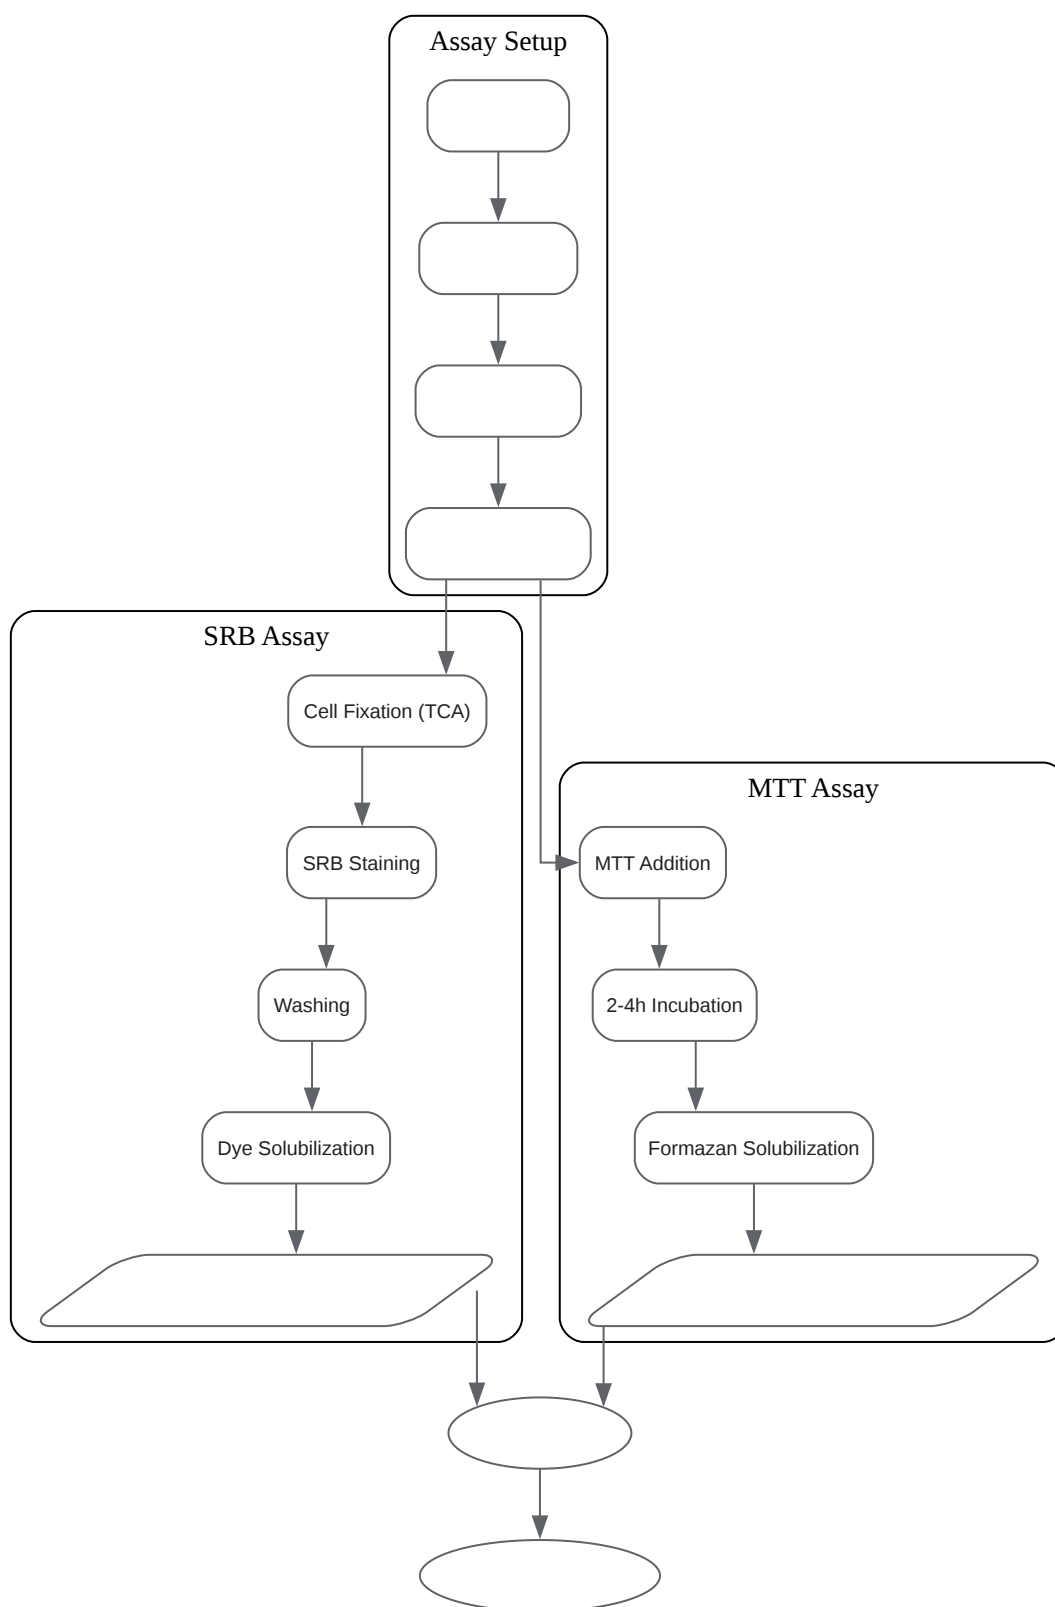 Assay Setup
SRB Assay
Cell Fixation (TCA)
SRB Staining
Washing
Dye Solubilization
MTT Assay
MTT Addition
2-4h Incubation
Formazan Solubilization